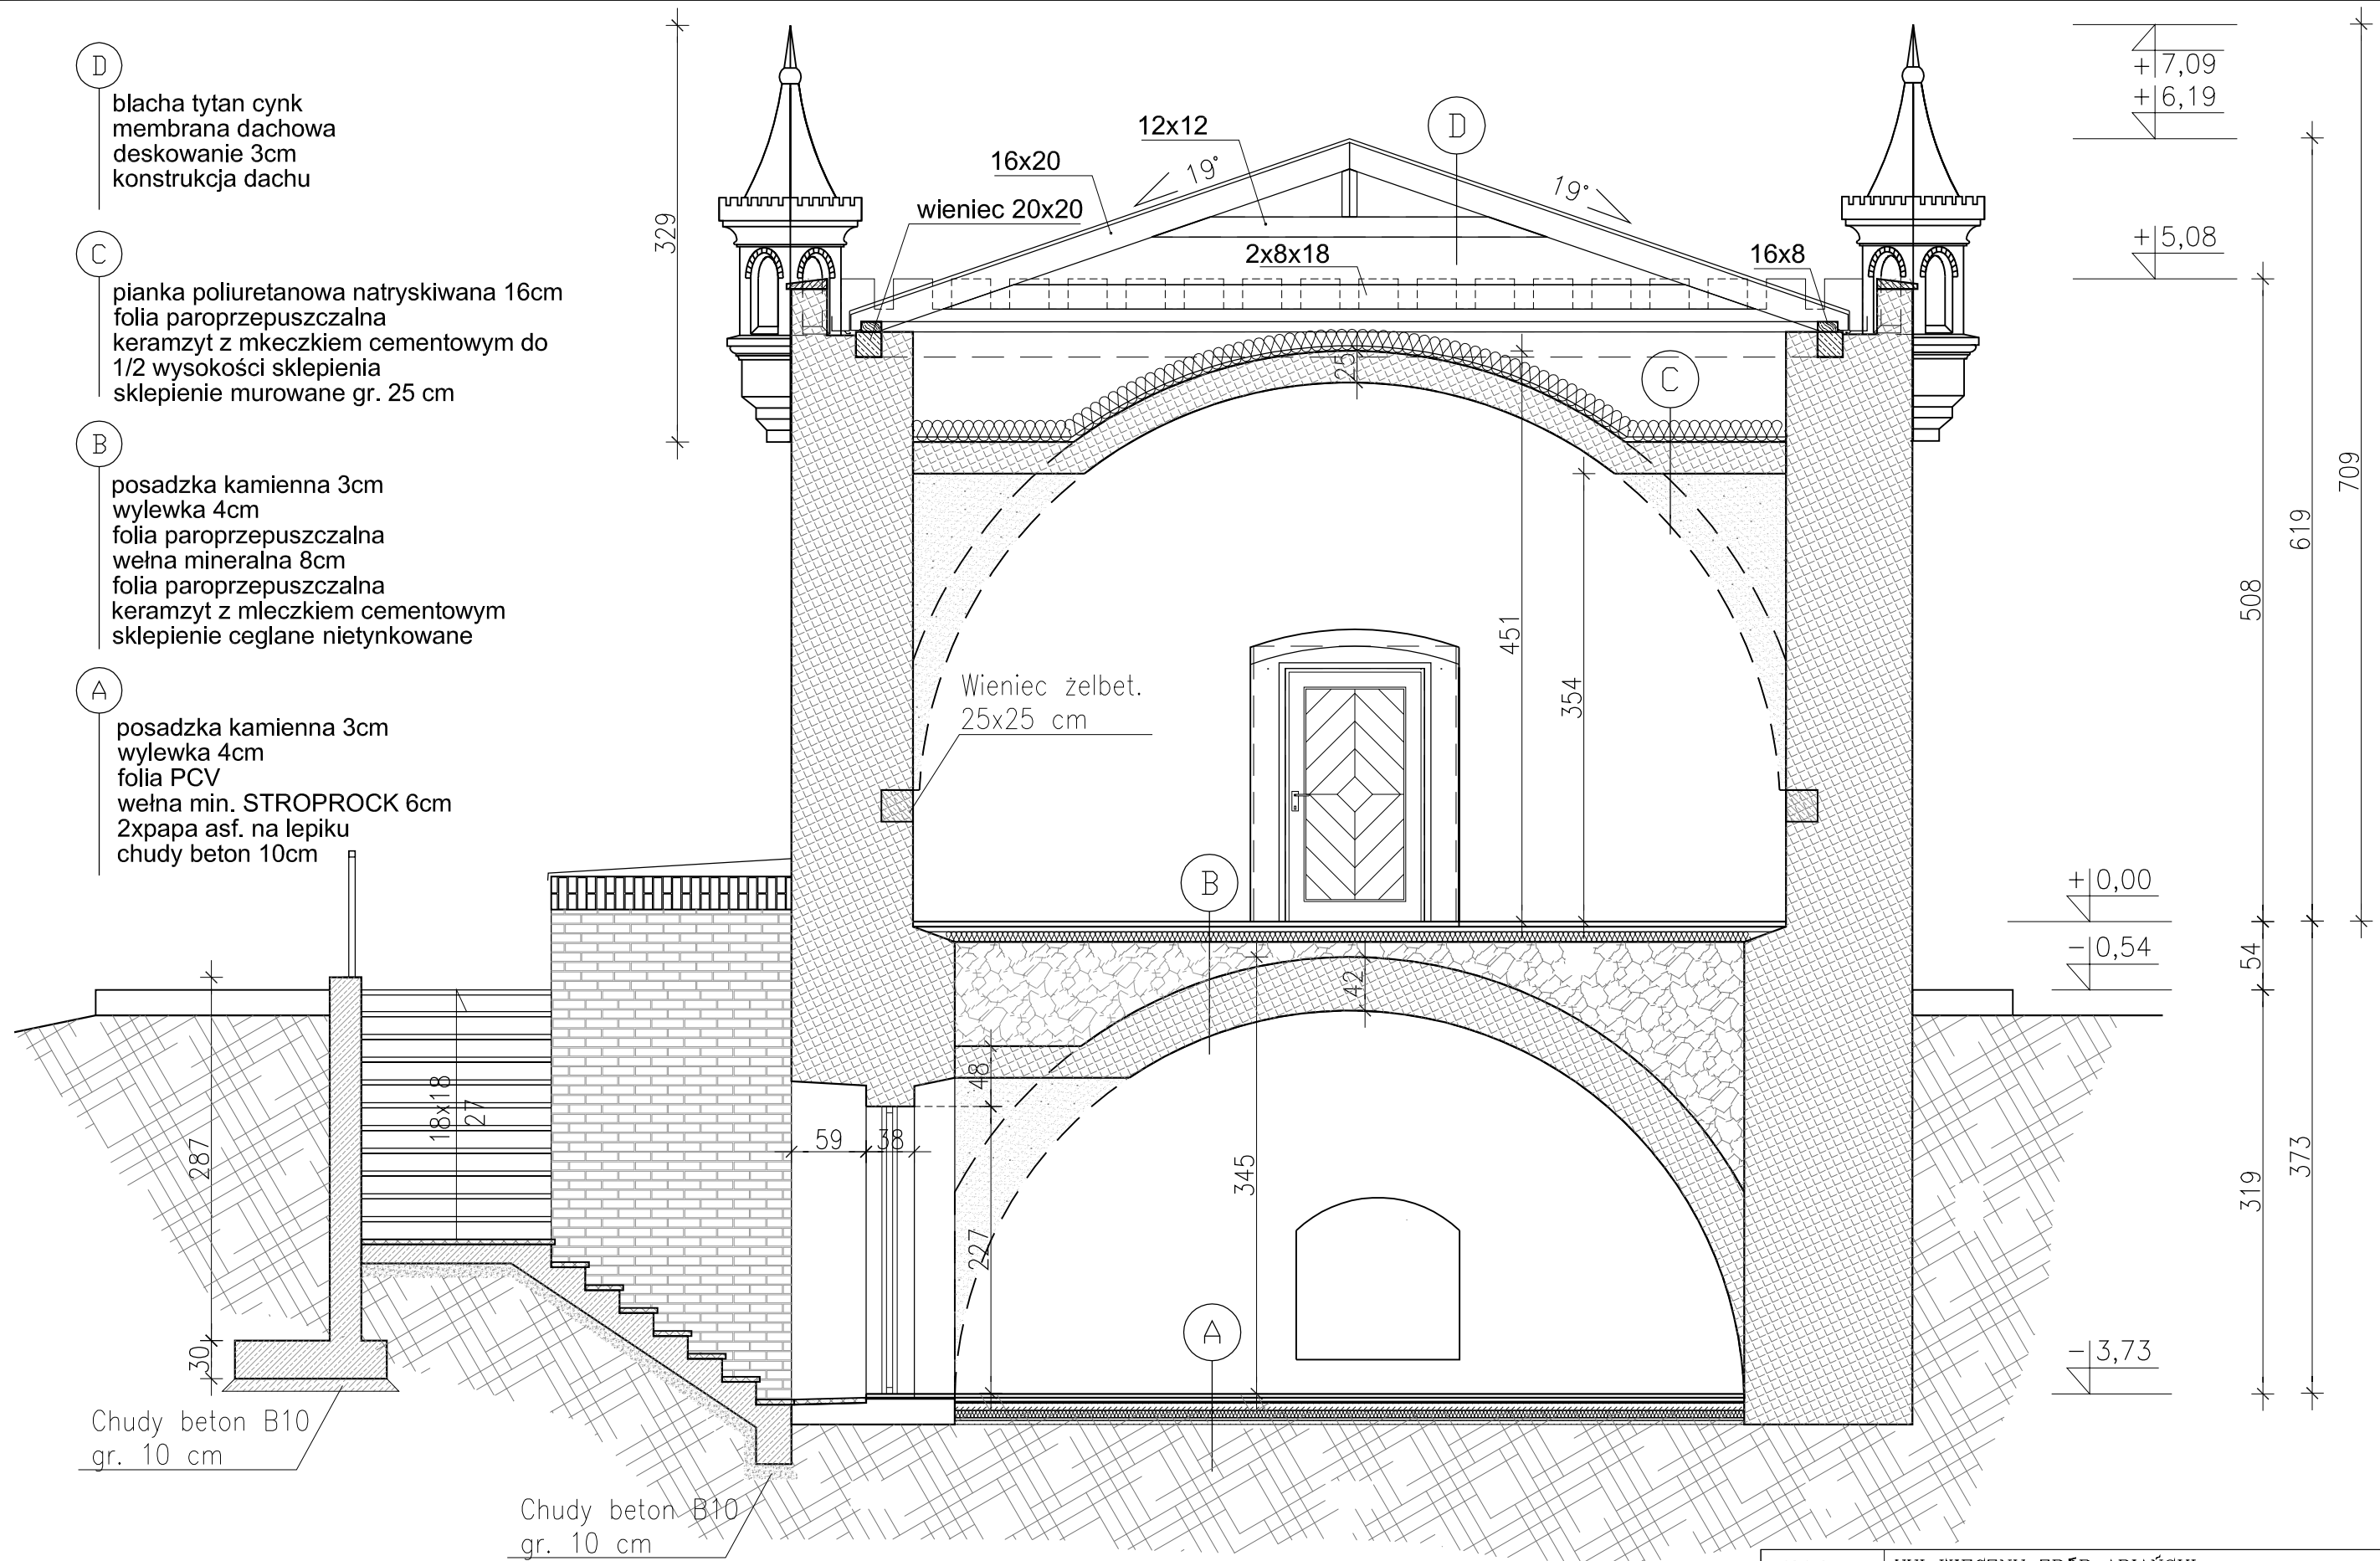 D
blacha tytan cynk
membrana dachowa
deskowanie 3cm
konstrukcja dachu
C
pianka poliuretanowa natryskiwana 16cm
folia paroprzepuszczalna
keramzyt z mkeczkiem cementowym do
1/2 wysokości sklepienia
sklepienie murowane gr. 25 cm
B
posadzka kamienna 3cm
wylewka 4cm
folia paroprzepuszczalna
wełna mineralna 8cm
folia paroprzepuszczalna
keramzyt z mleczkiem cementowym
sklepienie ceglane nietynkowane
A
posadzka kamienna 3cm
wylewka 4cm
folia PCV
wełna min. STROPROCK 6cm
2xpapa asf. na lepiku
chudy beton 10cm
329
12x12
16x20
wieniec 20x20
19°
19°
D
2x8x18
16x8
25
C
451
354
Wieniec żelbet.
25x25 cm
B
42
48
59
38
345
227
A
18x18
27
287
30
Chudy beton B10
gr. 10 cm
Chudy beton B10
gr. 10 cm
+7,09
+6,19
+5,08
+0,00
-0,54
-3,73
709
619
508
54
373
319